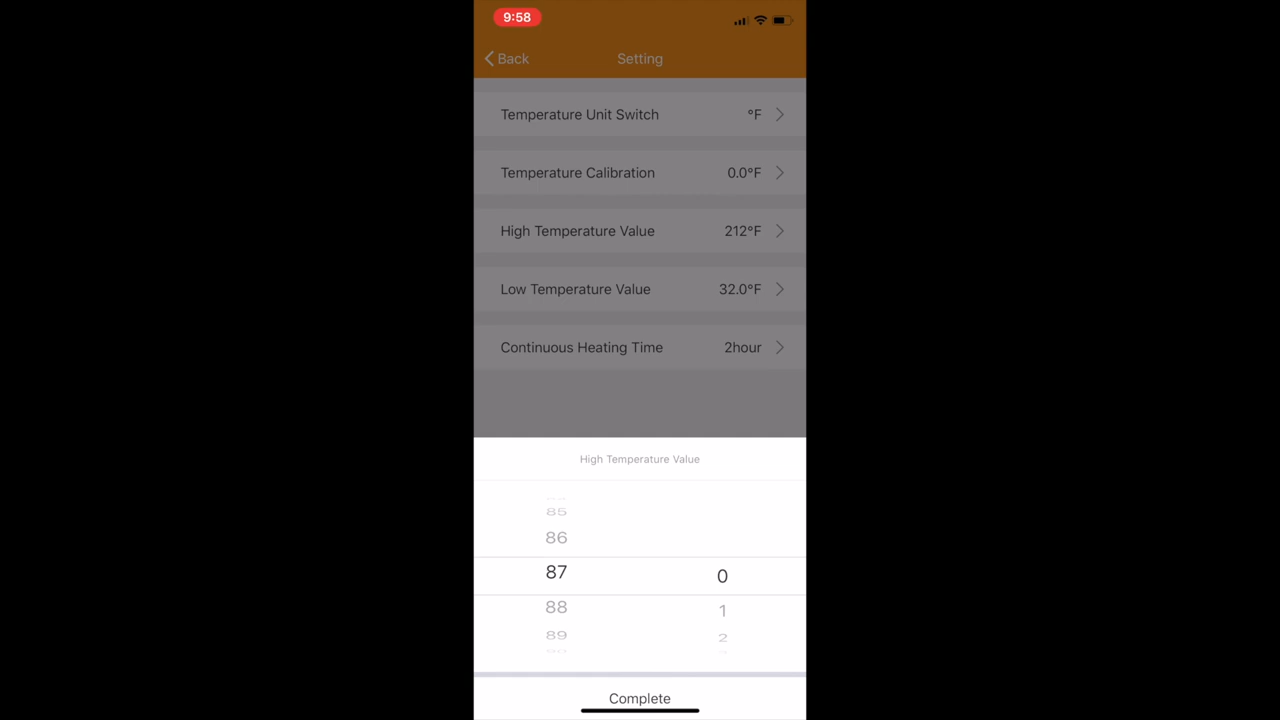 9:58
Back Setting
Temperature Unit Switch °F
Temperature Calibration 0.0°F
High Temperature Value 212°F
Low Temperature Value 32.0°F
Continuous Heating Time 2hour
High Temperature Value
85
86
87 0
88 1
89 2
Complete